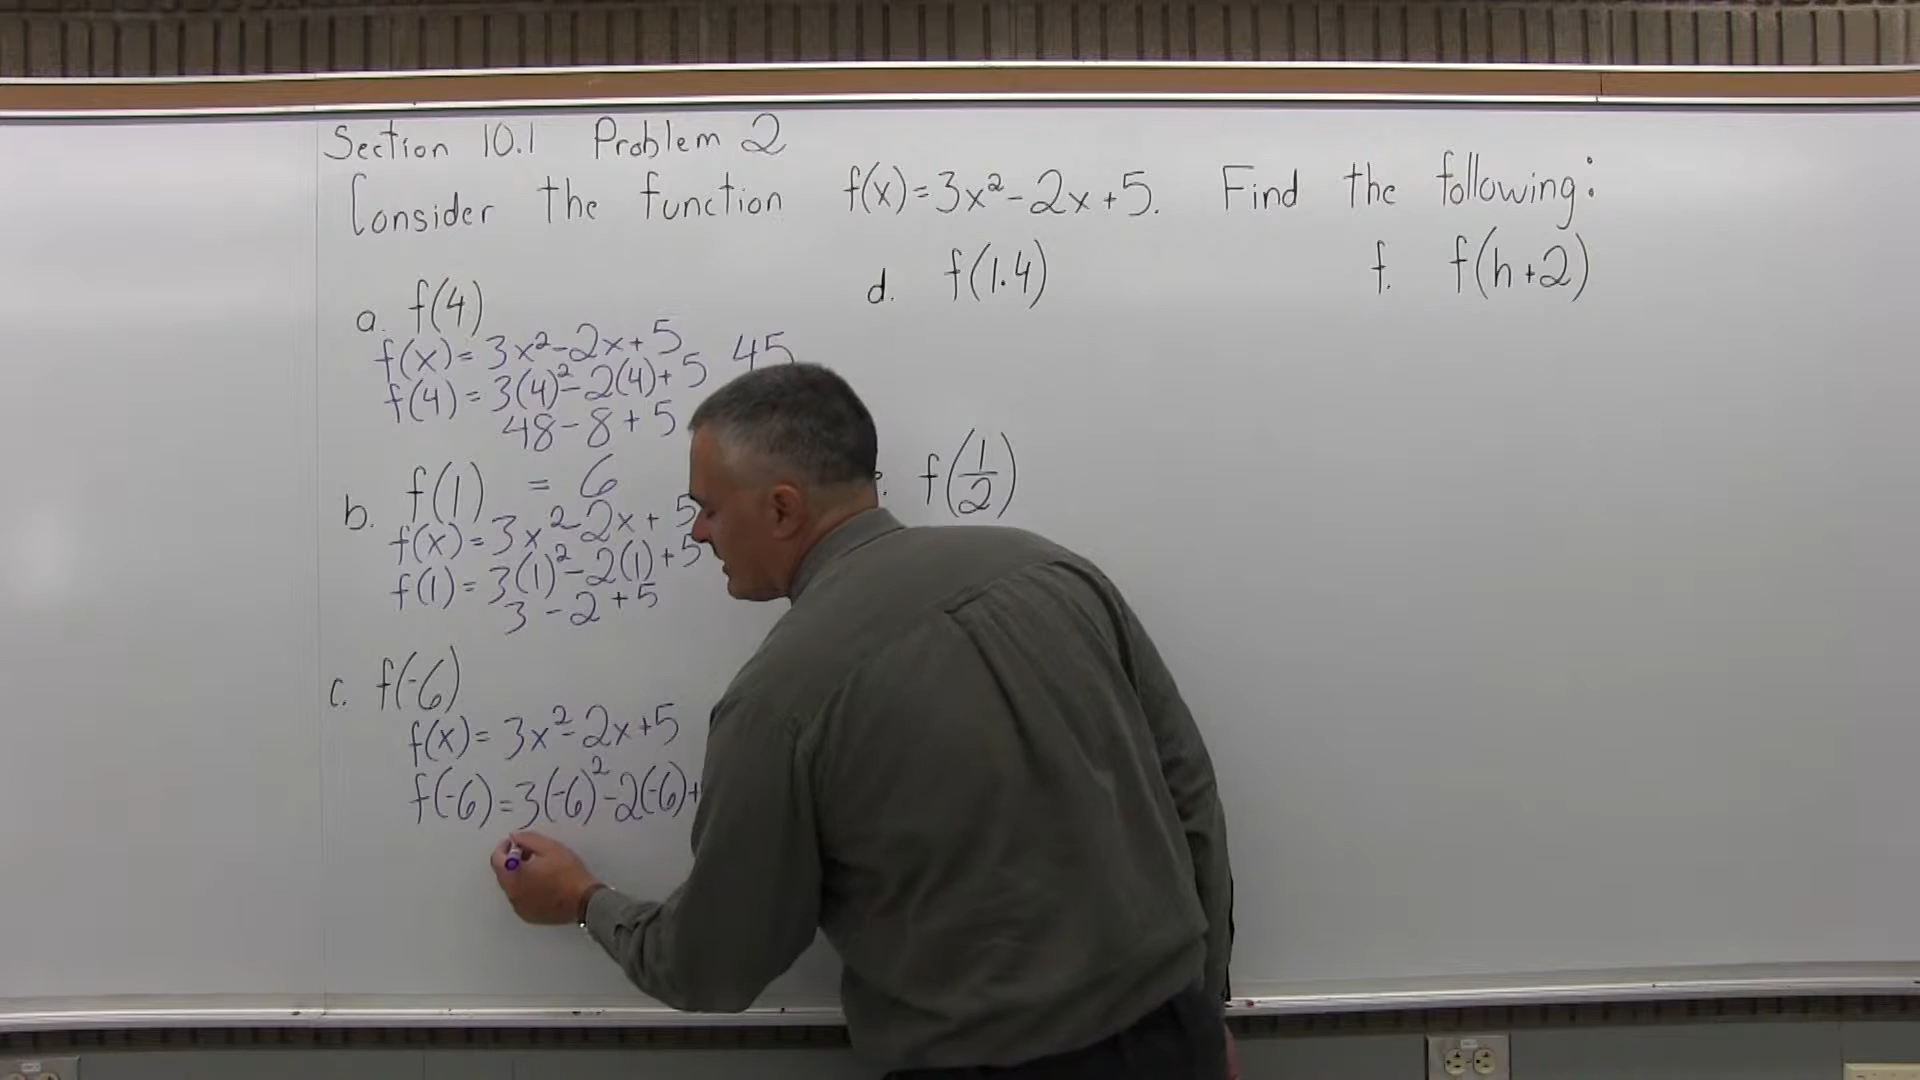 Section 10.1 Problem 2
Consider the function f(x)=3x²-2x+5. Find the following:
a. f(4)
f(x)= 3x²-2x+5
45
f(4) = 3(4)²-2(4)+5
48-8+5
b. f(1) = 6
f(x)=3x²-2x+5
f(1)=3(1)²-2(1)+5
3-2+5
c. f(-6)
f(x)= 3x²-2x+5
f(-6)=3(-6)²-2(-6)+
d. f(1.4)
f(1/2)
f. f(h+2)